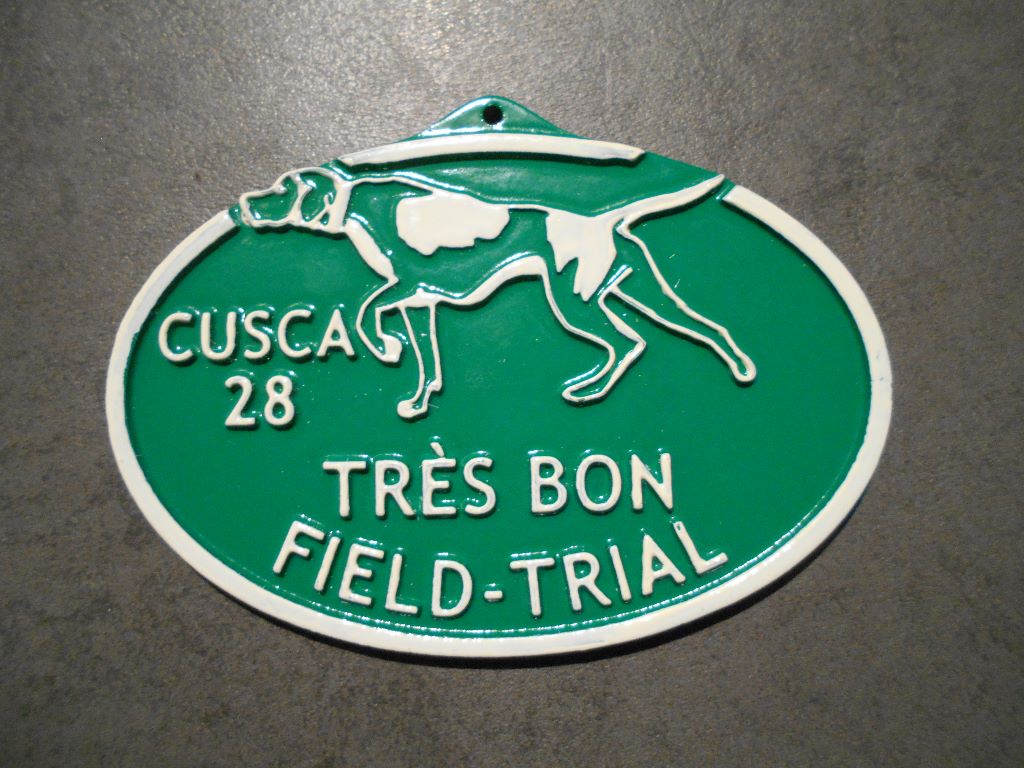 CUSCA
28
TRÈS BON
FIELD-TRIAL